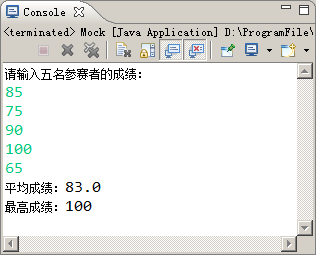 Console
<terminated> Mock [Java Application] D:\ProgramFile\
请输入五名参赛者的成绩：
85
75
90
100
65
平均成绩：83.0
最高成绩：100